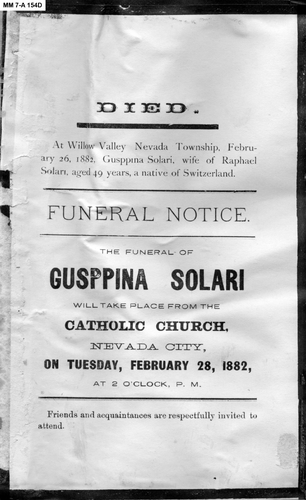 MM 7-A 154D
DIED.
At Willow Valley Nevada Township, Febru-
ary 26, 1882, Gusppina Solari, wife of Raphael
Solari, aged 49 years, a native of Switzerland.
FUNERAL NOTICE.
THE FUNERAL OF
GUSPPINA SOLARI
WILL TAKE PLACE FROM THE
CATHOLIC CHURCH,
NEVADA CITY,
ON TUESDAY, FEBRUARY 28, 1882,
AT 2 O'CLOCK, P. M.
Friends and acquaintances are respectfully invited to
attend.